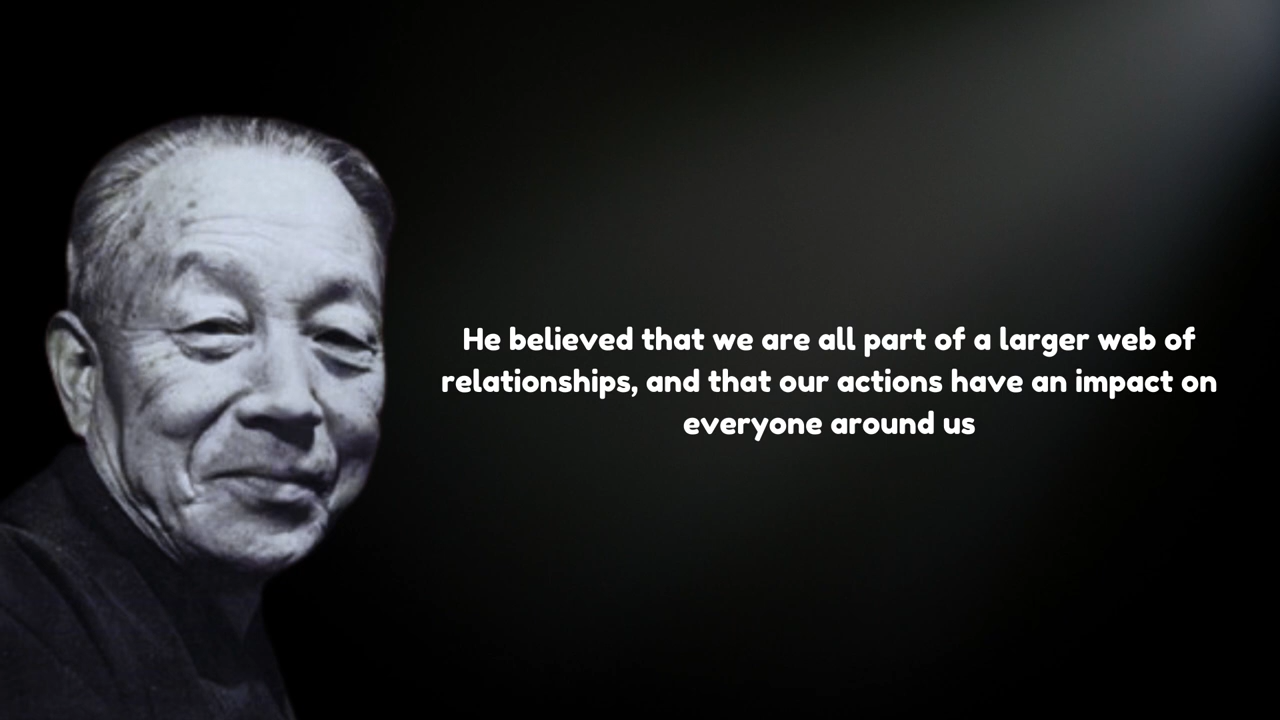 He believed that we are all part of a larger web of
relationships, and that our actions have an impact on
everyone around us